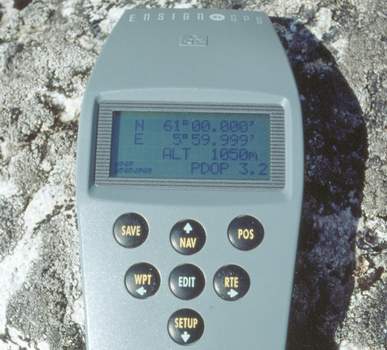 ENSIGN GPS
N 61°00.000'
E 5°59.999'
ALT 1050m
PDOP 3.2
SAVE
NAV
POS
WPT
EDIT
RTE
SETUP